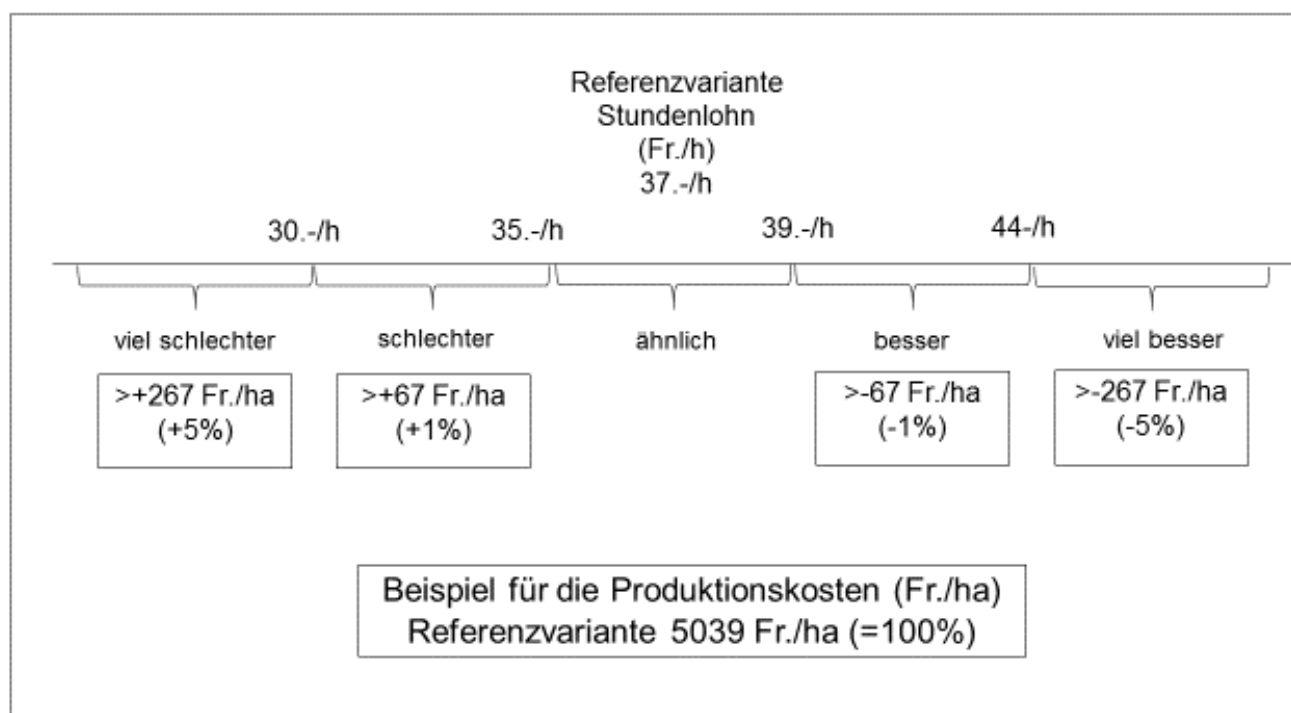 Referenzvariante
Stundenlohn
(Fr./h)
37.-/h
30.-/h 35.-/h 39.-/h 44-/h
viel schlechter schlechter ähnlich besser viel besser
>+267 Fr./ha >+67 Fr./ha >-67 Fr./ha >-267 Fr./ha
(+5%) (+1%) (-1%) (-5%)
Beispiel für die Produktionskosten (Fr./ha)
Referenzvariante 5039 Fr./ha (=100%)